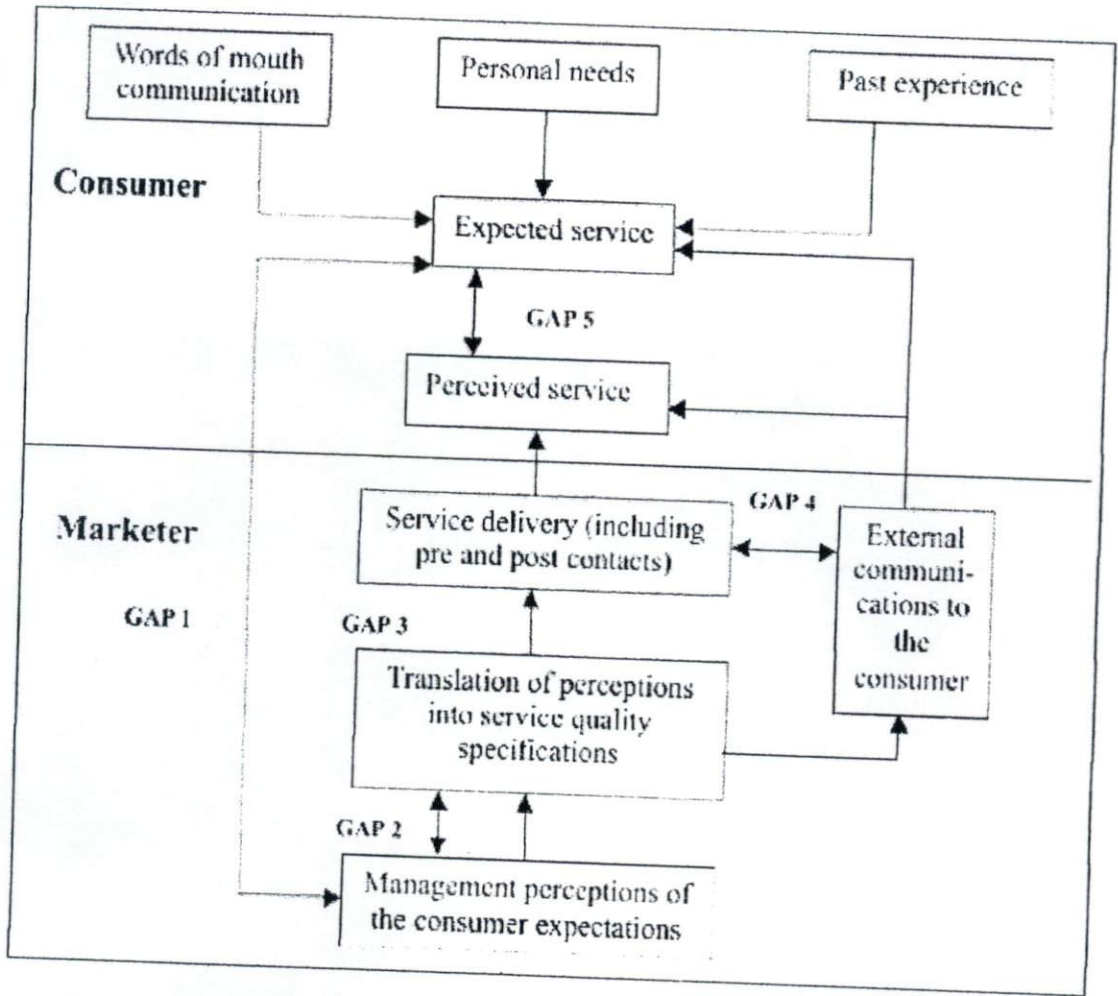 Words of mouth
communication
Personal needs
Past experience
Consumer
Expected service
GAP 5
Perceived service
Marketer
Service delivery (including
pre and post contacts)
GAP 4
External
communi-
cations to
the
consumer
GAP 1
GAP 3
Translation of perceptions
into service quality
specifications
GAP 2
Management perceptions of
the consumer expectations